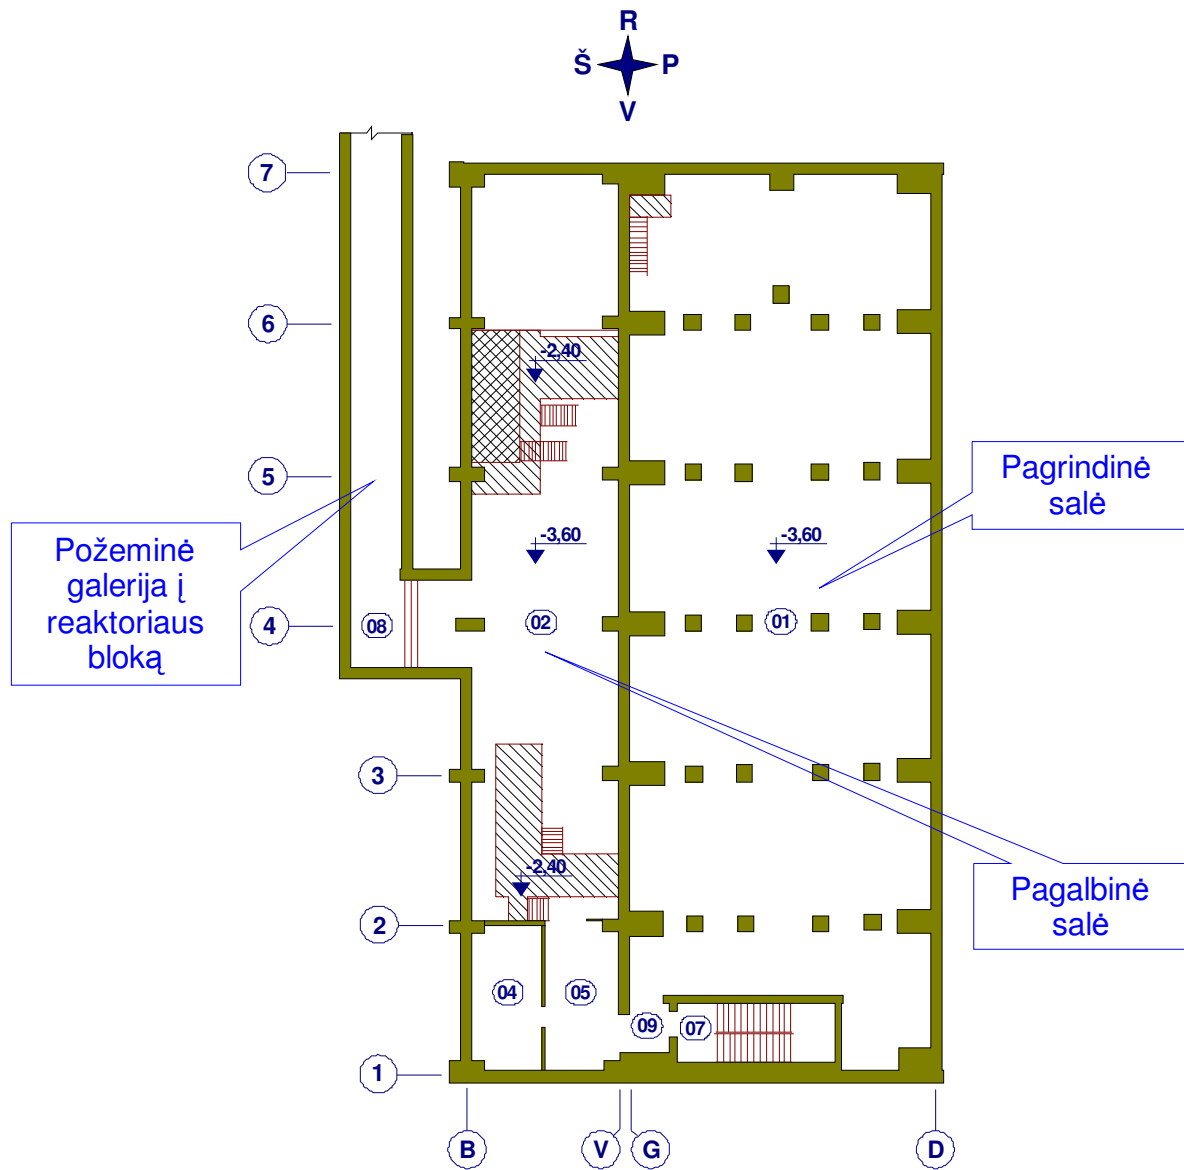 R
Š P
V
7
6
-2,40
5
Pagrindinė
salė
-3,60
-3,60
Požeminė
galerija į
reaktoriaus
bloką
4
08
02
01
3
-2,40
Pagalbinė
salė
2
04
05
09
07
1
B
V
G
D